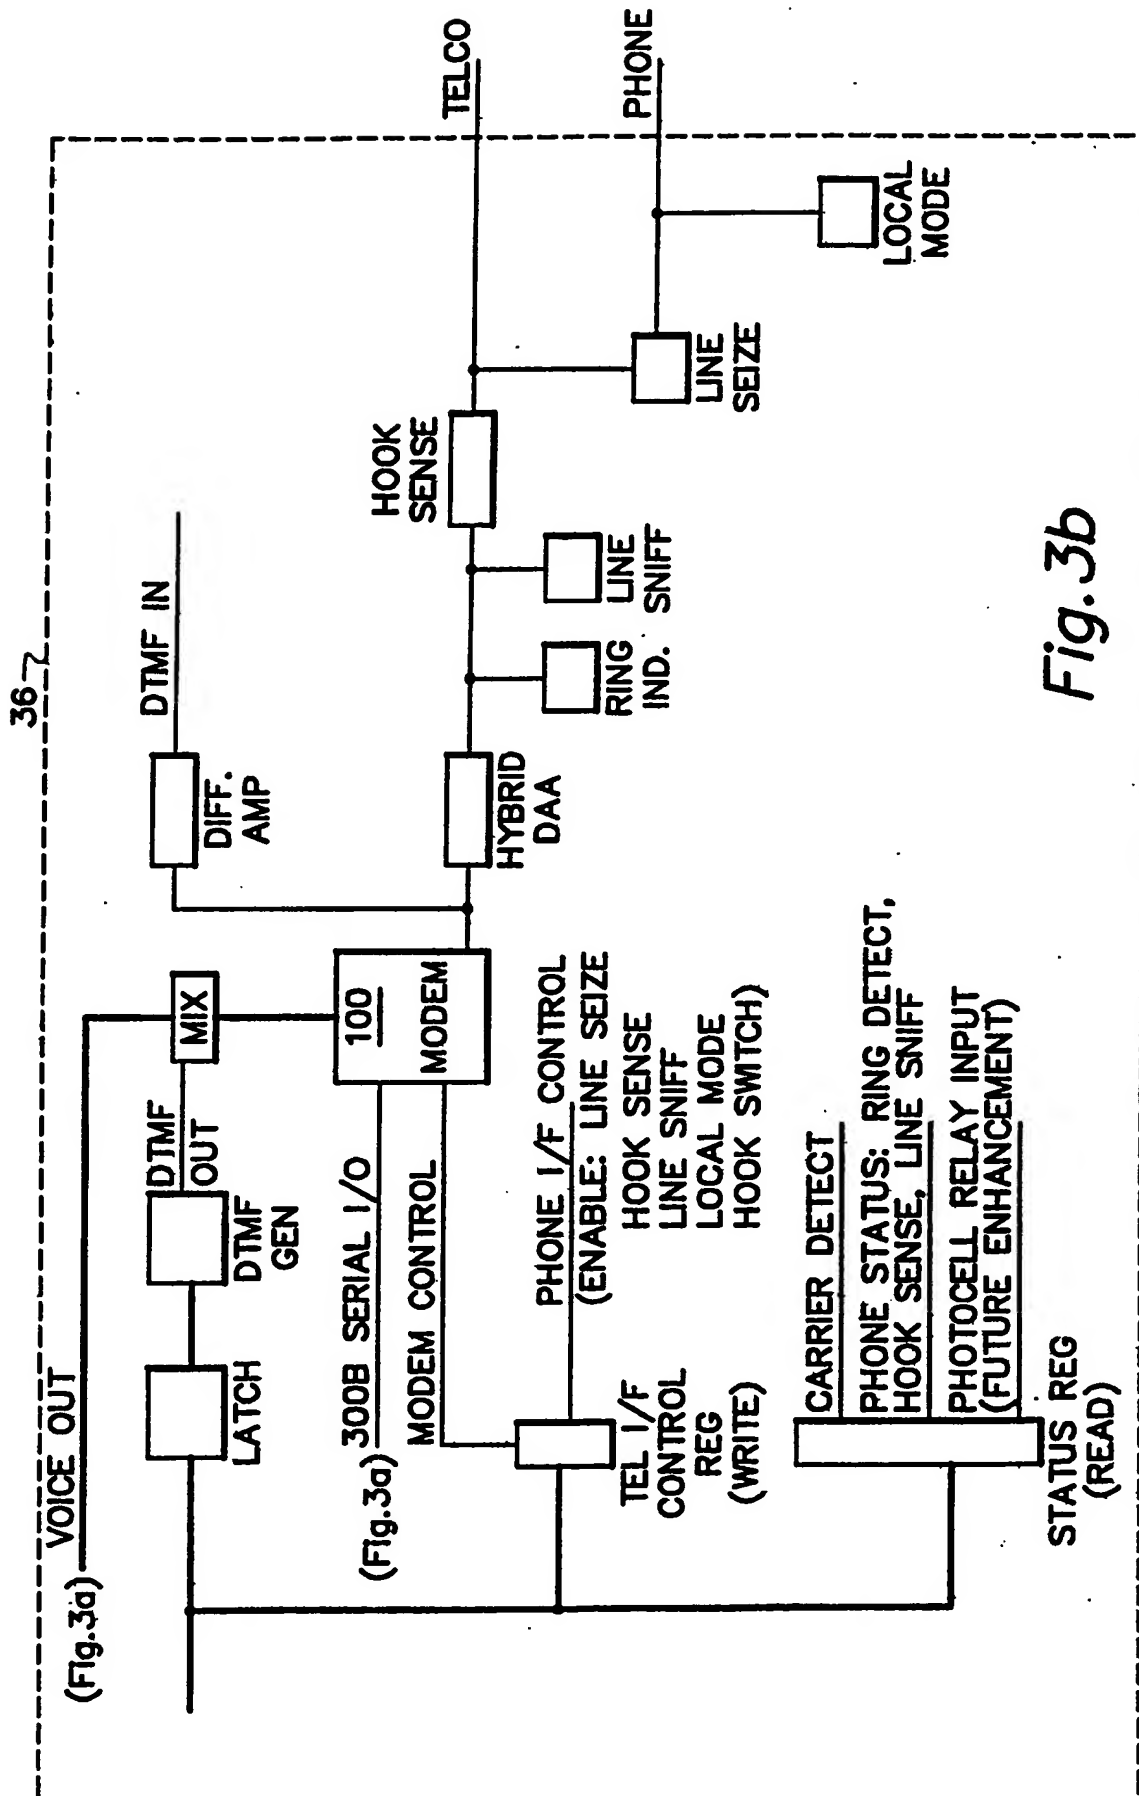 36
(Fig.3a) VOICE OUT
LATCH
DTMF
GEN
DTMF
OUT
MIX
DIFF.
AMP
DTMF IN
(Fig.3a) 300B SERIAL I/O
MODEM CONTROL
100
MODEM
HYBRID
DAA
RING
IND.
LINE
SNIFF
HOOK
SENSE
TELCO
LINE
SEIZE
PHONE
LOCAL
MODE
TEL I/F
CONTROL
REG
(WRITE)
PHONE I/F CONTROL
(ENABLE: LINE SEIZE
HOOK SENSE
LINE SNIFF
LOCAL MODE
HOOK SWITCH)
CARRIER DETECT
PHONE STATUS: RING DETECT,
HOOK SENSE, LINE SNIFF
PHOTOCELL RELAY INPUT
(FUTURE ENHANCEMENT)
STATUS REG
(READ)
Fig.3b